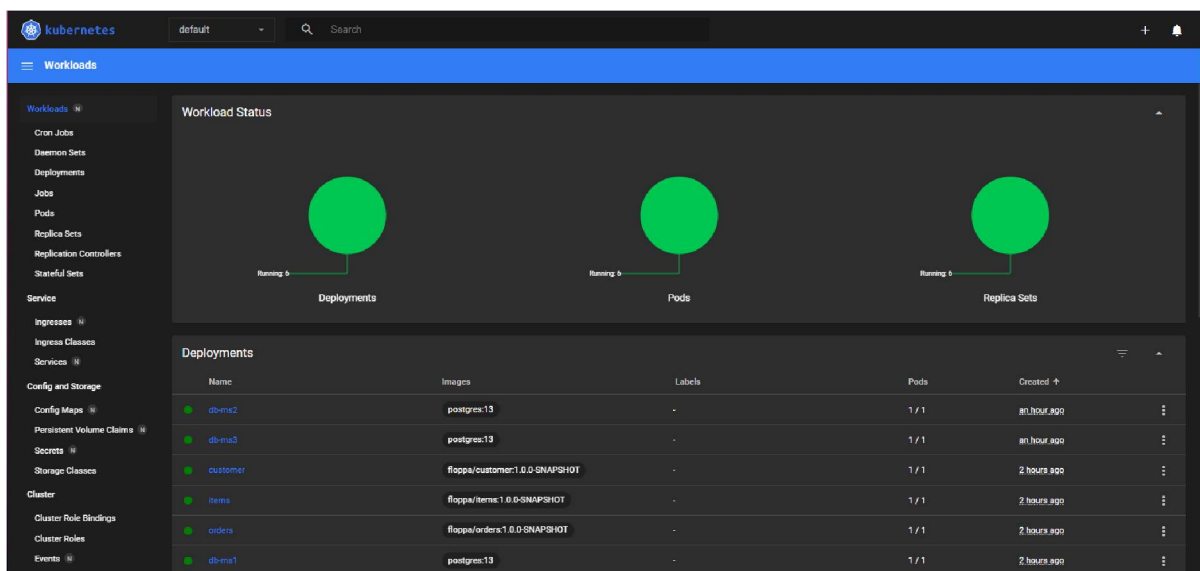 kubernetes
default
Search
Workloads
Workloads N
Cron Jobs
Daemon Sets
Deployments
Jobs
Pods
Replica Sets
Replication Controllers
Stateful Sets
Service
Ingresses N
Ingress Classes
Services N
Config and Storage
Config Maps N
Persistent Volume Claims N
Secrets N
Storage Classes
Cluster
Cluster Role Bindings
Cluster Roles
Events N
Workload Status
Running: 6
Deployments
Running: 6
Pods
Running: 6
Replica Sets
Deployments
Name Images Labels Pods Created
db-ms2 postgres:13 - 1 / 1 an hour ago
db-ms3 postgres:13 - 1 / 1 an hour ago
customer floppa/customer:1.0.0-SNAPSHOT - 1 / 1 2 hours ago
items floppa/items:1.0.0-SNAPSHOT - 1 / 1 2 hours ago
orders floppa/orders:1.0.0-SNAPSHOT - 1 / 1 2 hours ago
db-ms1 postgres:13 - 1 / 1 2 hours ago